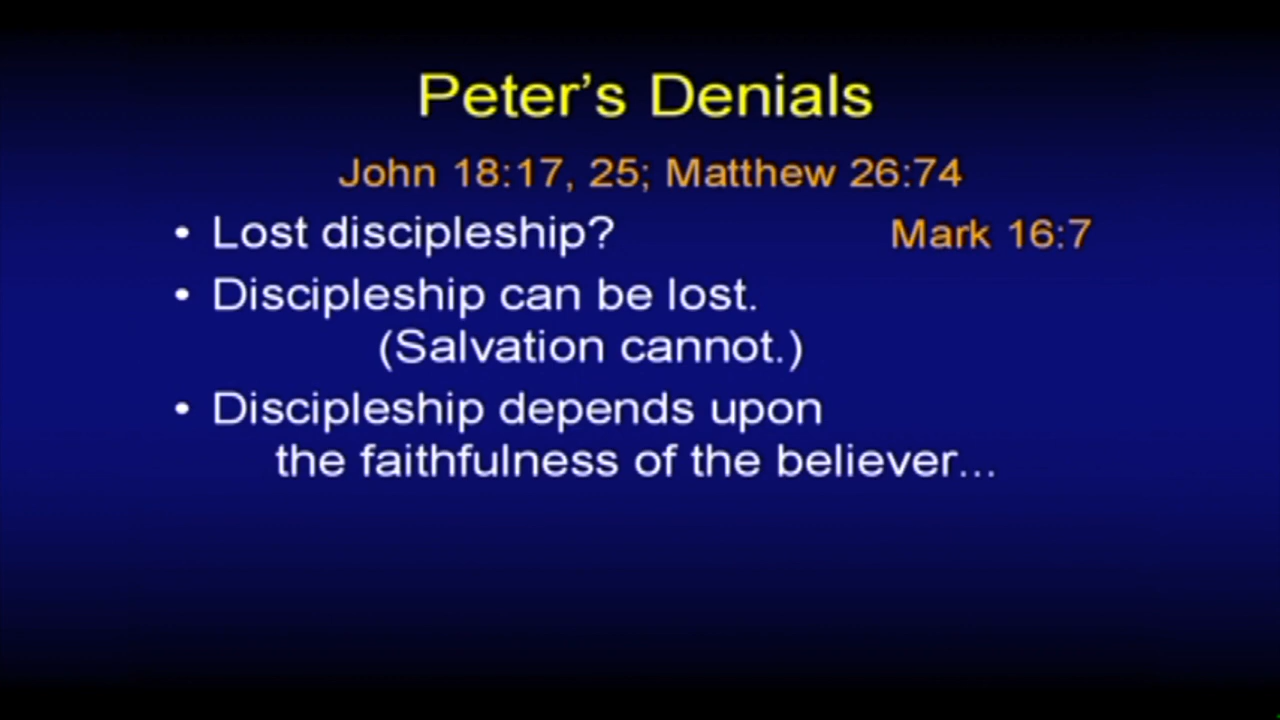 Peter's Denials
John 18:17, 25; Matthew 26:74
• Lost discipleship? Mark 16:7
• Discipleship can be lost.
(Salvation cannot.)
• Discipleship depends upon
the faithfulness of the believer...